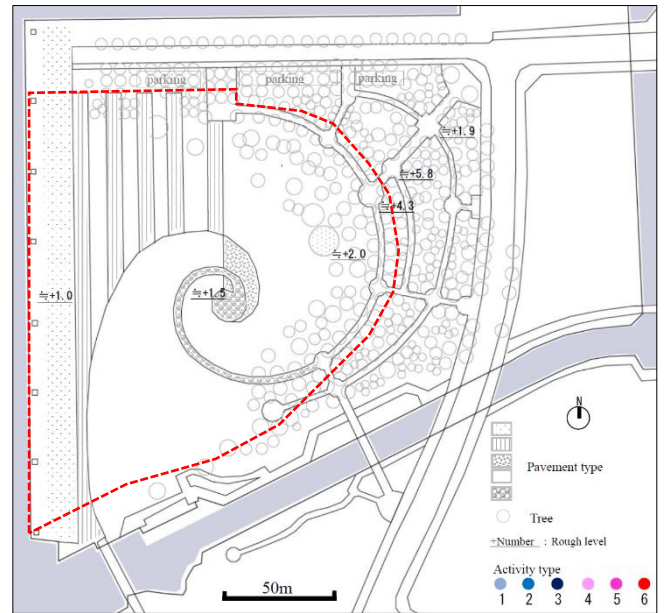 parking parking parking
≒+1.9
≒+5.8
≒+4.3
≒+2.0
≒+1.0 ≒+1.5
N
Pavement type
Tree
+Number : Rough level
50m
Activity type
1 2 3 4 5 6